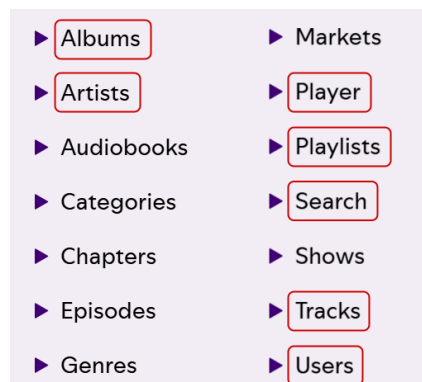 Albums
Artists
Audiobooks
Categories
Chapters
Episodes
Genres
Markets
Player
Playlists
Search
Shows
Tracks
Users